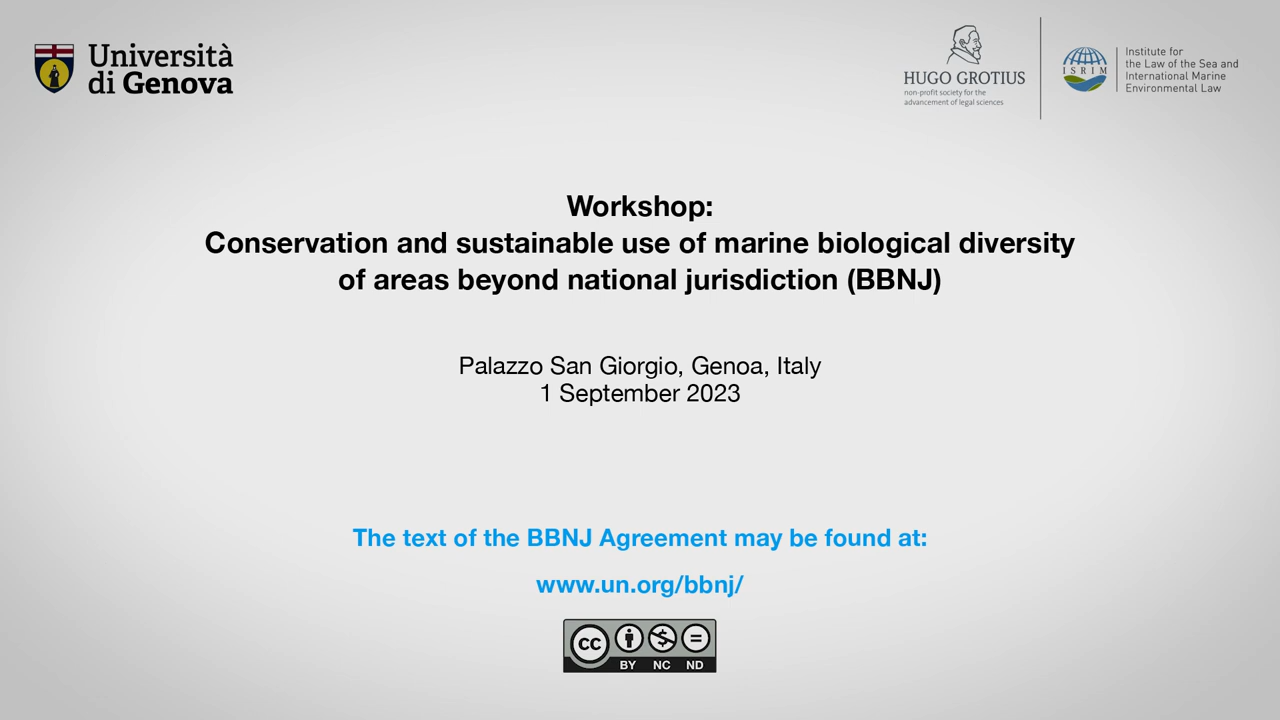 Università
di Genova
HUGO GROTIUS
non-profit society for the
advancement of legal sciences
ISRIM
Institute for
the Law of the Sea and
International Marine
Environmental Law
Workshop:
Conservation and sustainable use of marine biological diversity
of areas beyond national jurisdiction (BBNJ)
Palazzo San Giorgio, Genoa, Italy
1 September 2023
The text of the BBNJ Agreement may be found at:
www.un.org/bbnj/
cc
BY NC ND